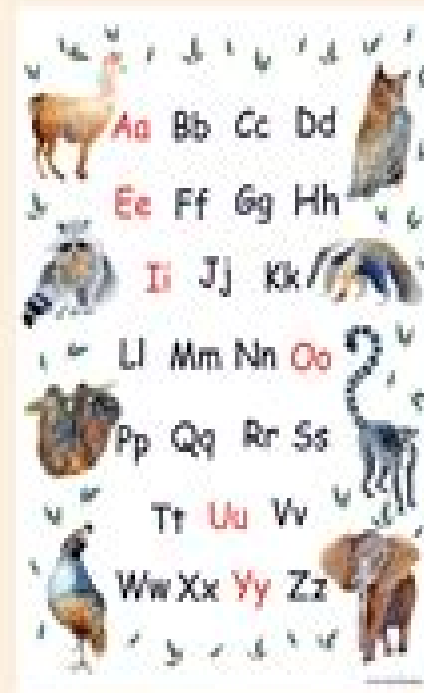 Aa Bb Cc Dd
Ee Ff Gg Hh
Ii Jj Kk
Ll Mm Nn Oo
Pp Qq Rr Ss
Tt Uu Vv
Ww Xx Yy Zz